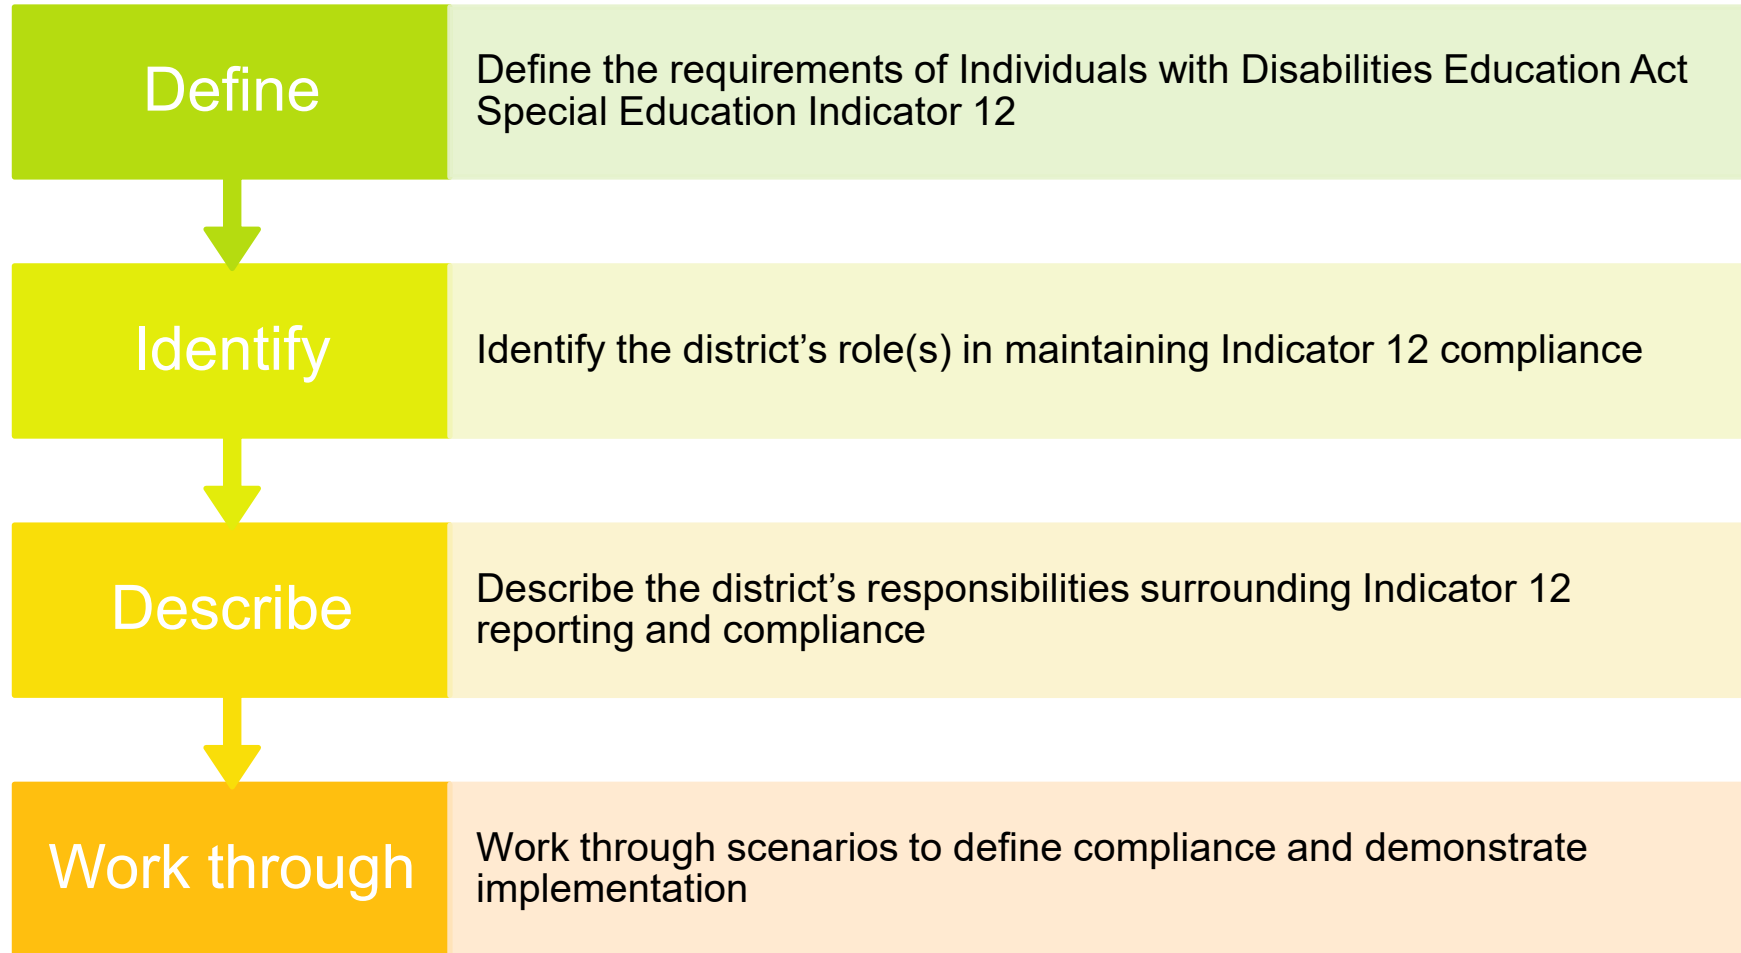 Define
Define the requirements of Individuals with Disabilities Education Act
Special Education Indicator 12
Identify
Identify the district’s role(s) in maintaining Indicator 12 compliance
Describe
Describe the district’s responsibilities surrounding Indicator 12
reporting and compliance
Work through
Work through scenarios to define compliance and demonstrate
implementation